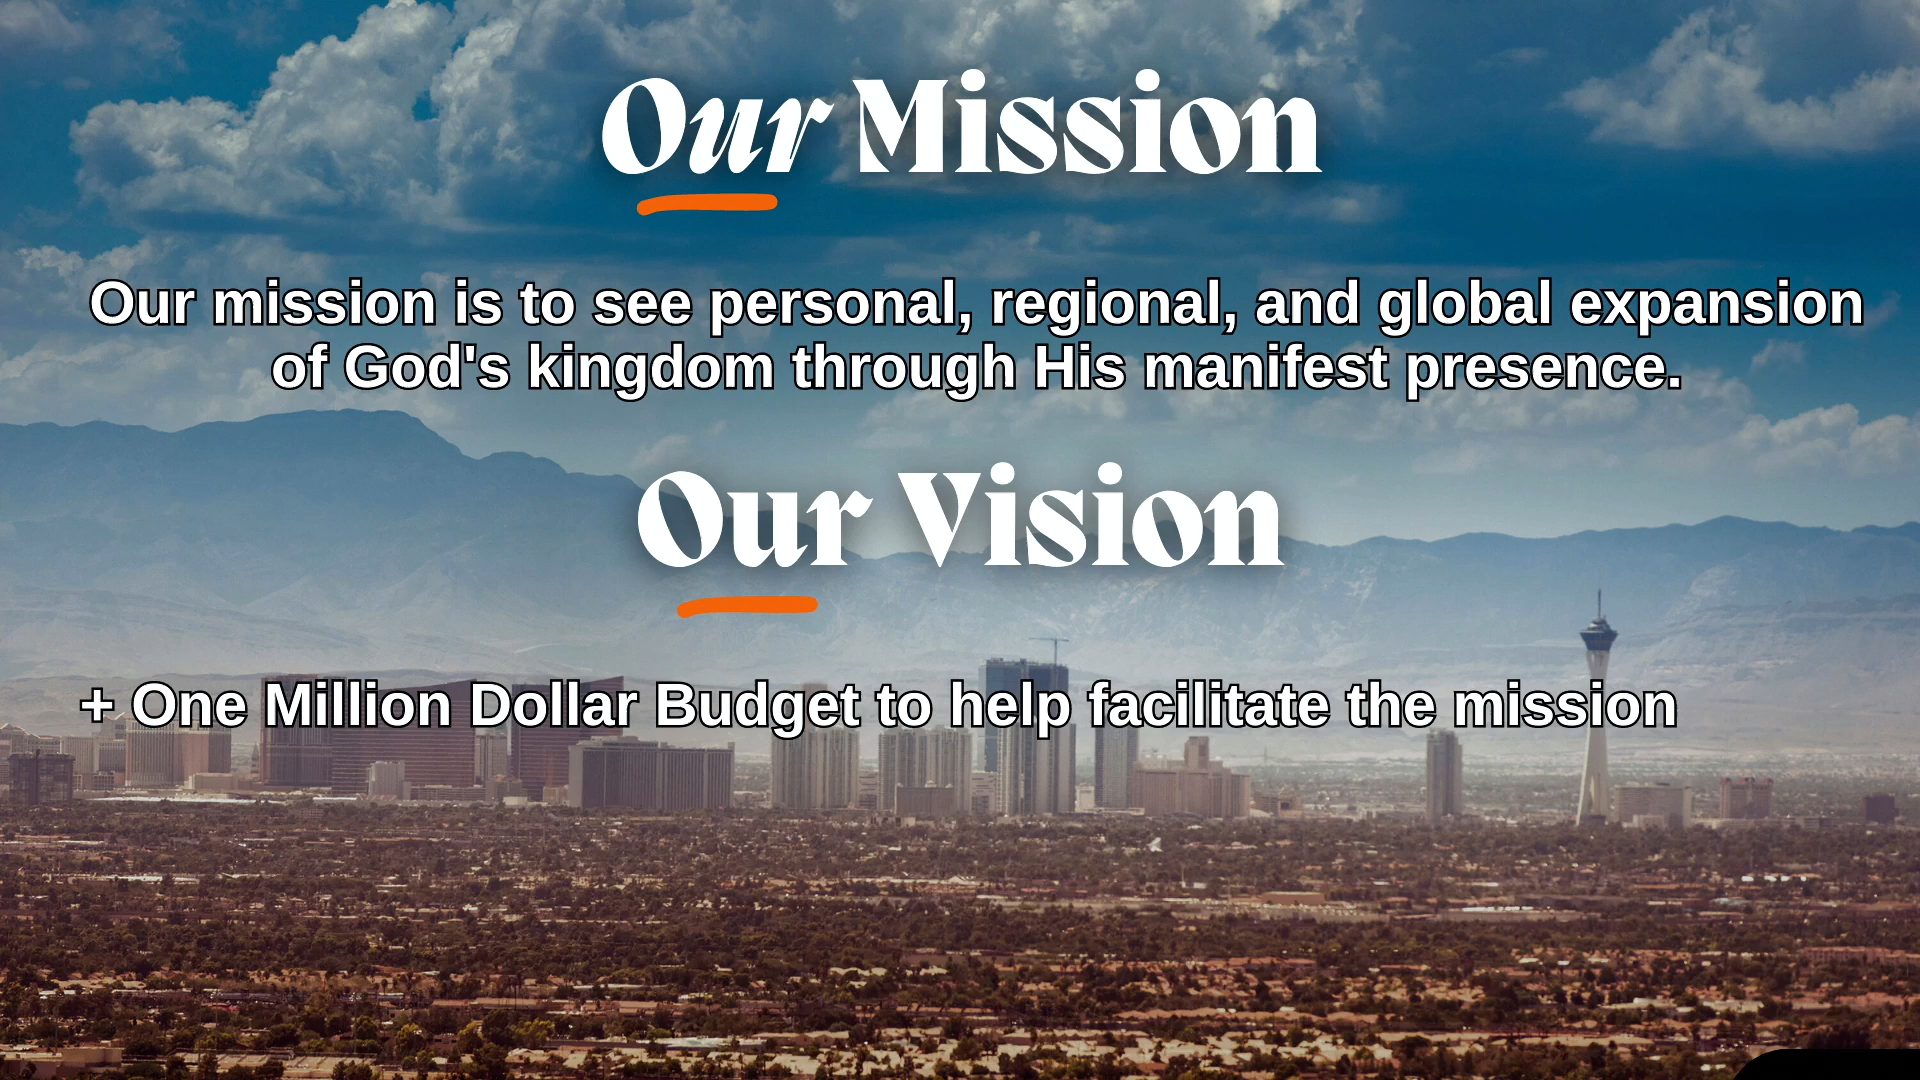 Our Mission
Our mission is to see personal, regional, and global expansion
of God's kingdom through His manifest presence.
Our Vision
+ One Million Dollar Budget to help facilitate the mission